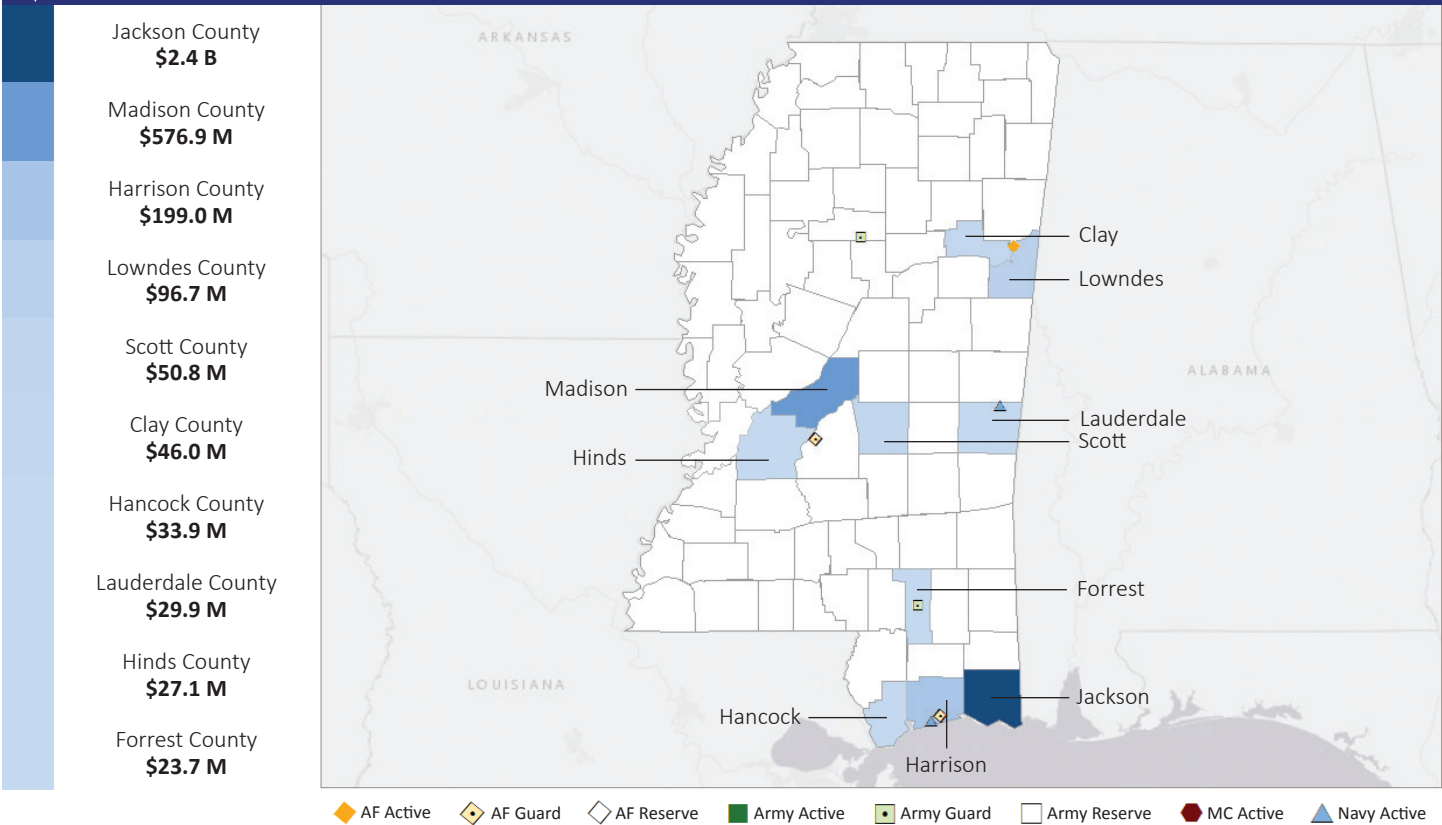 Jackson County
$2.4 B
Madison County
$576.9 M
Harrison County
$199.0 M
Lowndes County
$96.7 M
Scott County
$50.8 M
Clay County
$46.0 M
Hancock County
$33.9 M
Lauderdale County
$29.9 M
Hinds County
$27.1 M
Forrest County
$23.7 M
ARKANSAS
Clay
Lowndes
ALABAMA
Madison
Lauderdale
Scott
Hinds
Forrest
LOUISIANA
Jackson
Hancock
Harrison
AF Active AF Guard AF Reserve Army Active Army Guard Army Reserve MC Active Navy Active